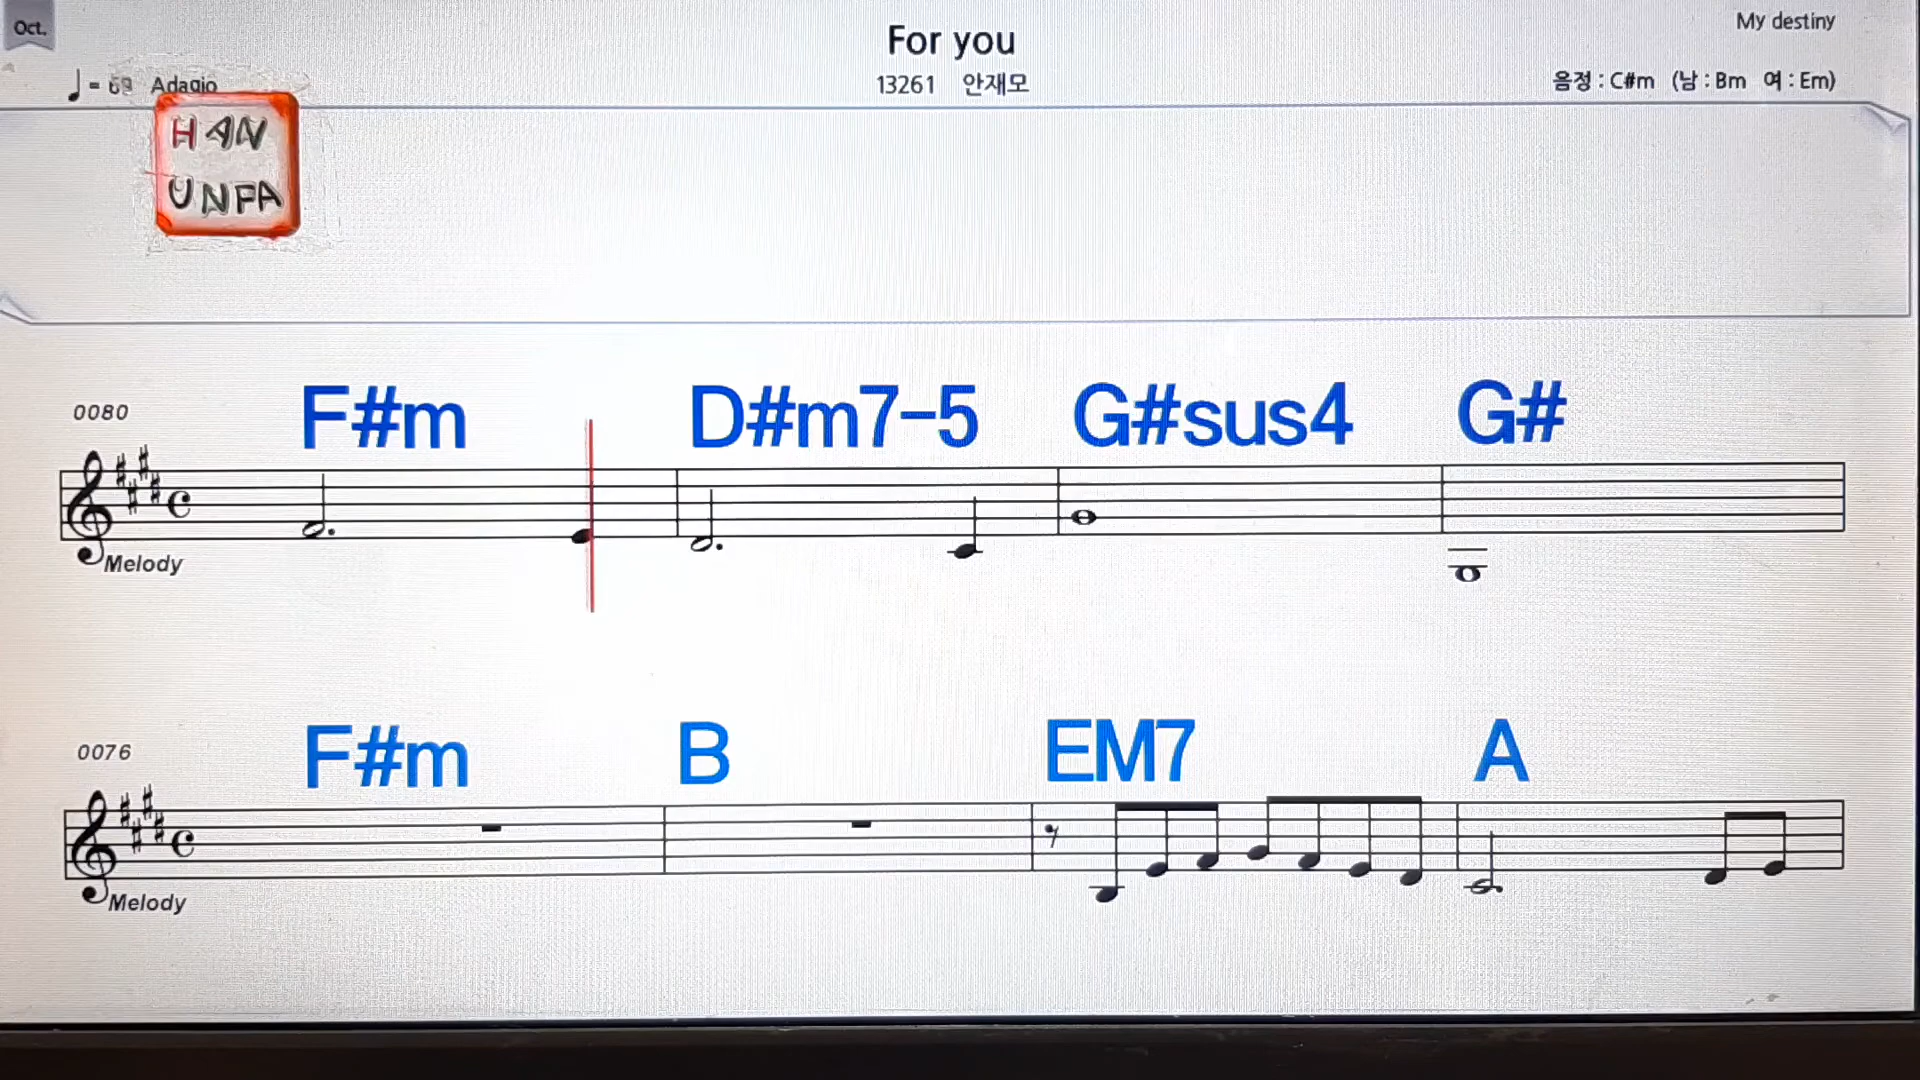 Oct.
For you
My destiny
= 69 Adagio
13261 안재모
음정 : C#m (남 : Bm 여 : Em)
HAN
UNFA
F#m D#m7-5 G#sus4 G#
0080
Melody
F#m B EM7 A
0076
Melody